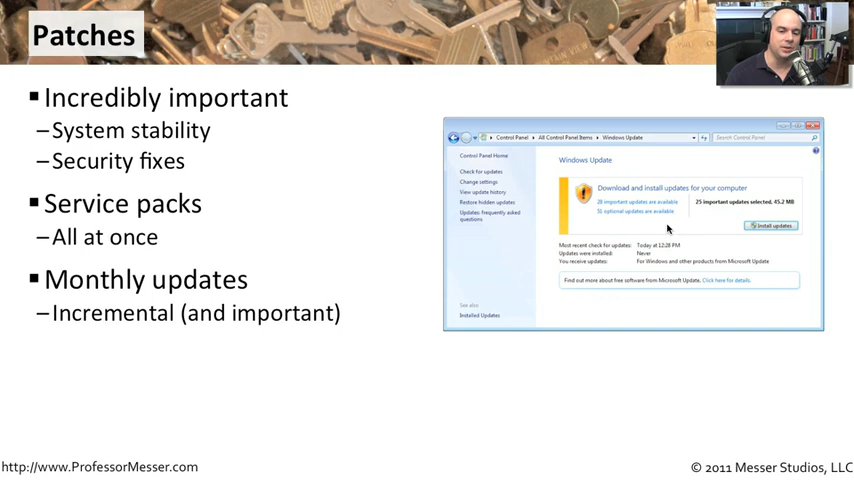 Patches
▪Incredibly important
–System stability
–Security fixes
▪Service packs
–All at once
▪Monthly updates
–Incremental (and important)
Control Panel ▸ All Control Panel Items ▸ Windows Update
Search Control Panel
Control Panel Home
Check for updates
Change settings
View update history
Restore hidden updates
Updates: frequently asked
questions
See also
Installed Updates
Windows Update
Download and install updates for your computer
28 important updates are available
51 optional updates are available
25 important updates selected, 45.2 MB
Install updates
Most recent check for updates: Today at 12:28 PM
Updates were installed: Never
You receive updates: For Windows and other products from Microsoft Update
Find out more about free software from Microsoft Update. Click here for details.
http://www.ProfessorMesser.com
© 2011 Messer Studios, LLC